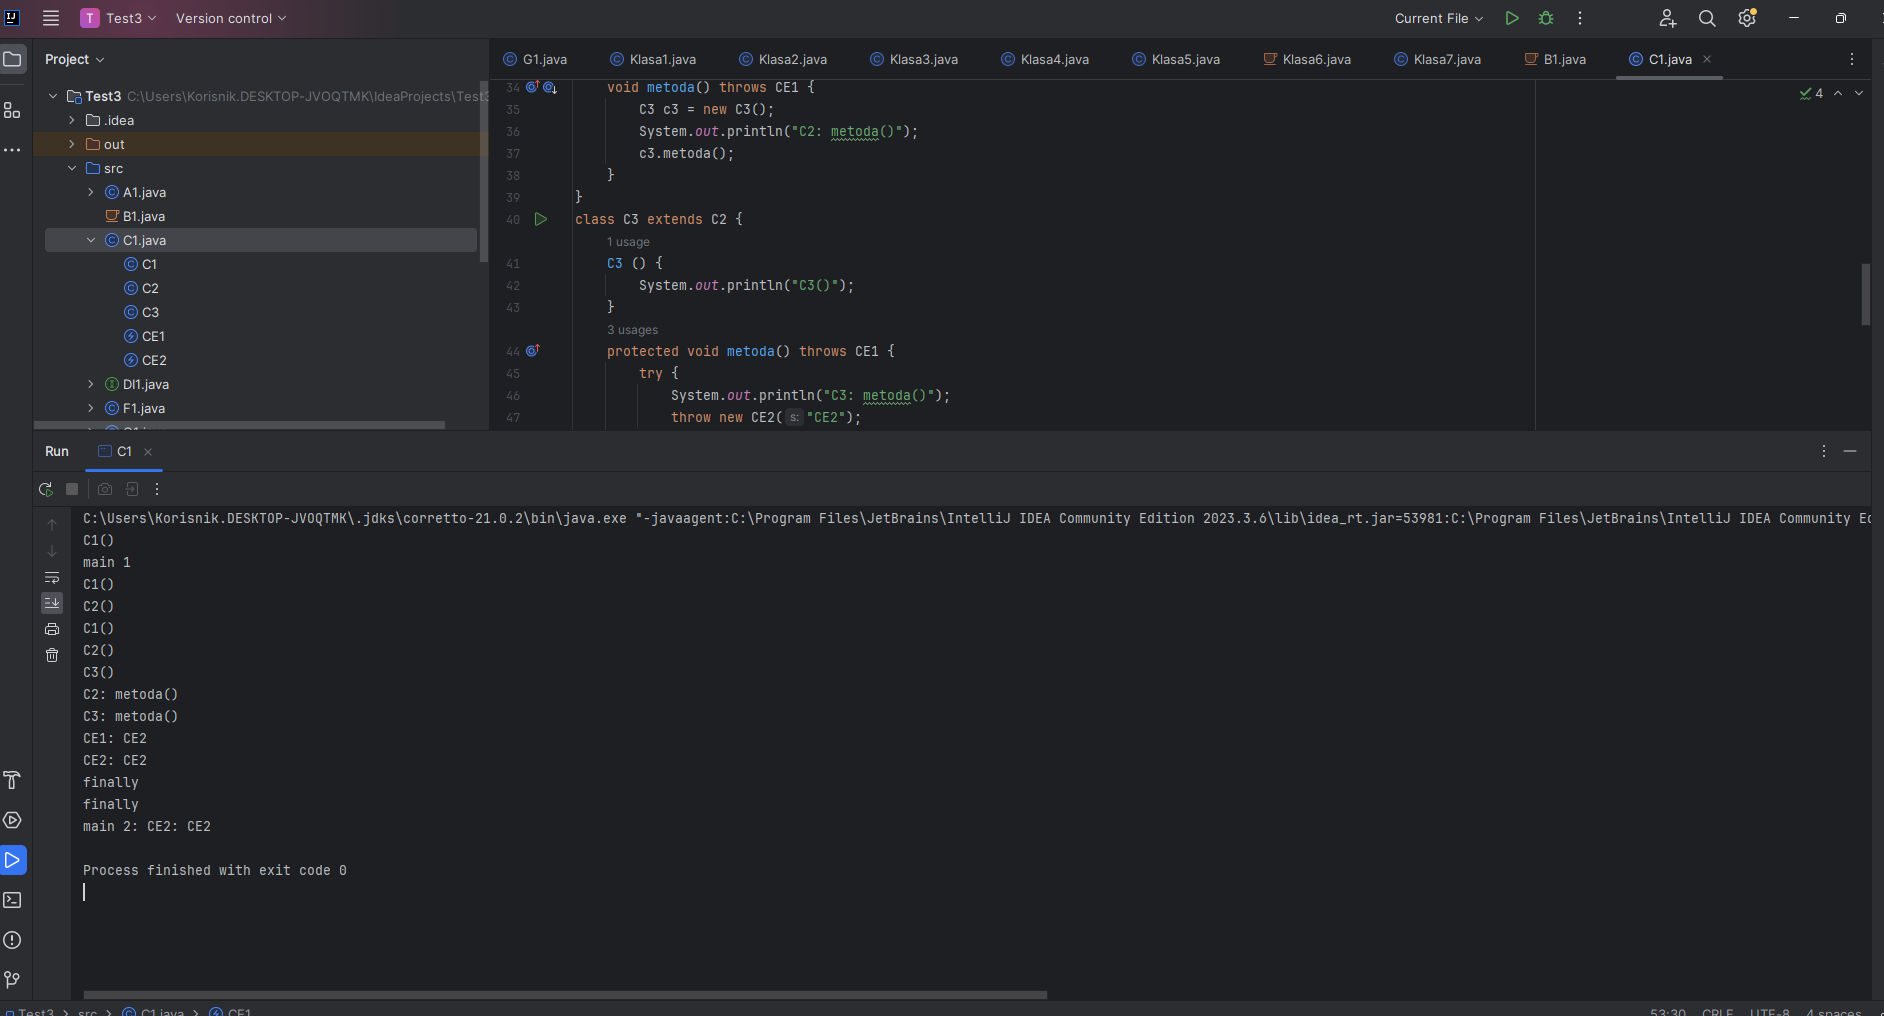 T Test3 Version control Current File
Project
Test3 C:\Users\Korisnik.DESKTOP-JVOQTMK\IdeaProjects\Test3
.idea
out
src
A1.java
B1.java
C1.java
C1
C2
C3
CE1
CE2
DI1.java
F1.java
G1.java Klasa1.java Klasa2.java Klasa3.java Klasa4.java Klasa5.java Klasa6.java Klasa7.java B1.java C1.java
4
34 void metoda() throws CE1 {
35 C3 c3 = new C3();
36 System.out.println("C2: metoda()");
37 c3.metoda();
38 }
39 }
40 class C3 extends C2 {
1 usage
41 C3 () {
42 System.out.println("C3()");
43 }
3 usages
44 protected void metoda() throws CE1 {
45 try {
46 System.out.println("C3: metoda()");
47 throw new CE2( s: "CE2");
Run C1
C:\Users\Korisnik.DESKTOP-JVOQTMK\.jdks\corretto-21.0.2\bin\java.exe "-javaagent:C:\Program Files\JetBrains\IntelliJ IDEA Community Edition 2023.3.6\lib\idea_rt.jar=53981:C:\Program Files\JetBrains\IntelliJ IDEA Community Ed
C1()
main 1
C1()
C2()
C1()
C2()
C3()
C2: metoda()
C3: metoda()
CE1: CE2
CE2: CE2
finally
finally
main 2: CE2: CE2
Process finished with exit code 0
Test3 src C1.java CE1 53:30 CRLF UTF-8 4 spaces